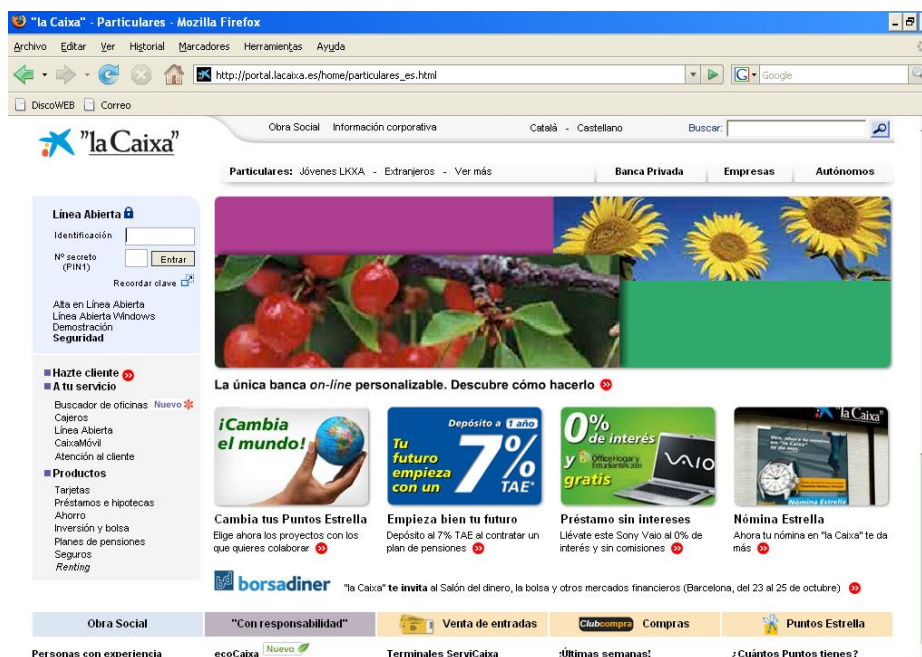 "la Caixa" - Particulares - Mozilla Firefox
Archivo Editar Ver Historial Marcadores Herramientas Ayuda
http://portal.lacaixa.es/home/particulares_es.html
Google
DiscoWEB Correo
"la Caixa"
Obra Social Información corporativa Català - Castellano Buscar:
Particulares: Jóvenes LKXA - Extranjeros - Ver más Banca Privada Empresas Autónomos
Línea Abierta
Identificación
Nº secreto
(PIN1)
Entrar
Recordar clave
Alta en Línea Abierta
Línea Abierta Windows
Demostración
Seguridad
Hazte cliente
A tu servicio
Buscador de oficinas Nuevo
Cajeros
Línea Abierta
CaixaMóvil
Atención al cliente
Productos
Tarjetas
Préstamos e hipotecas
Ahorro
Inversión y bolsa
Planes de pensiones
Seguros
Renting
La única banca on-line personalizable. Descubre cómo hacerlo
¡Cambia
el mundo!
Cambia tus Puntos Estrella
Elige ahora los proyectos con los
que quieres colaborar
Depósito a 1 año
Tu
futuro
empieza
con un
7%
TAE*
Empieza bien tu futuro
Depósito al 7% TAE al contratar un
plan de pensiones
0%
de interés
y Office Hogar y
Estudiantes 2007
gratis
VAIO
Préstamo sin intereses
Llévate este Sony Vaio al 0% de
interés y sin comisiones
"la Caixa"
Nómina Estrella
Nómina Estrella
Ahora tu nómina en "la Caixa" te da
más
borsadiner "la Caixa" te invita al Salón del dinero, la bolsa y otros mercados financieros (Barcelona, del 23 al 25 de octubre)
Obra Social "Con responsabilidad" Venta de entradas Clubcompra Compras Puntos Estrella
Personas con experiencia ecoCaixa Nuevo Terminales ServiCaixa ¡Últimas semanas! ¿Cuántos Puntos tienes?